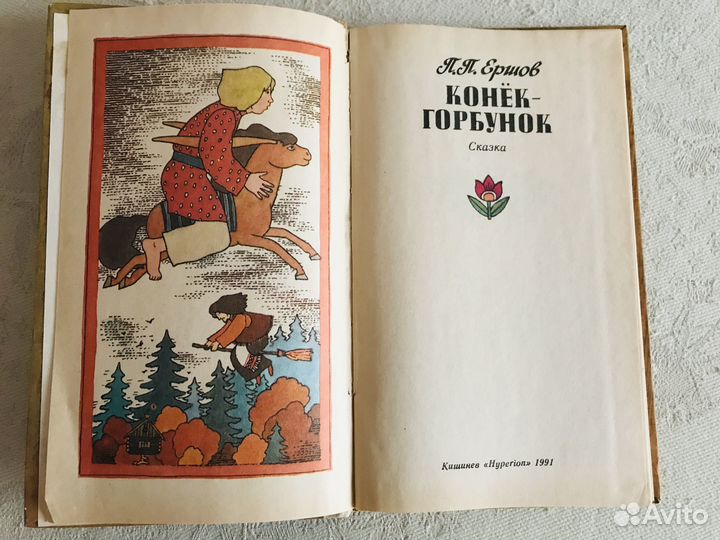 П.П. Ершов
КОНЁК-
ГОРБУНОК
Сказка
Кишинев «Hyperion» 1991
Avito